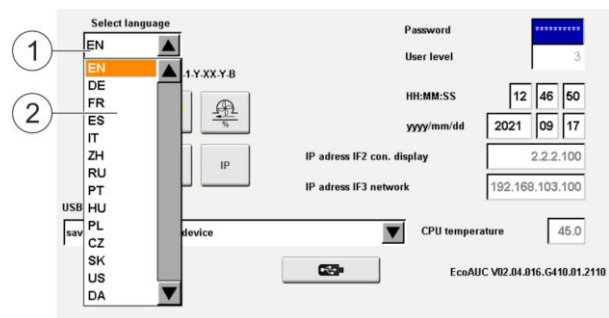 Select language
EN
EN
DE
FR
ES
IT
ZH
RU
PT
HU
PL
CZ
SK
US
DA
1
2
-1-Y-XX-Y-B
%
IP
USB
sav
device
Password
**********
User level
3
HH:MM:SS
12 46 50
yyyy/mm/dd
2021 09 17
IP adress IF2 con. display
2.2.2.100
IP adress IF3 network
192.168.103.100
CPU temperature
45.0
EcoAUC V02.04.016.G410.01.2110